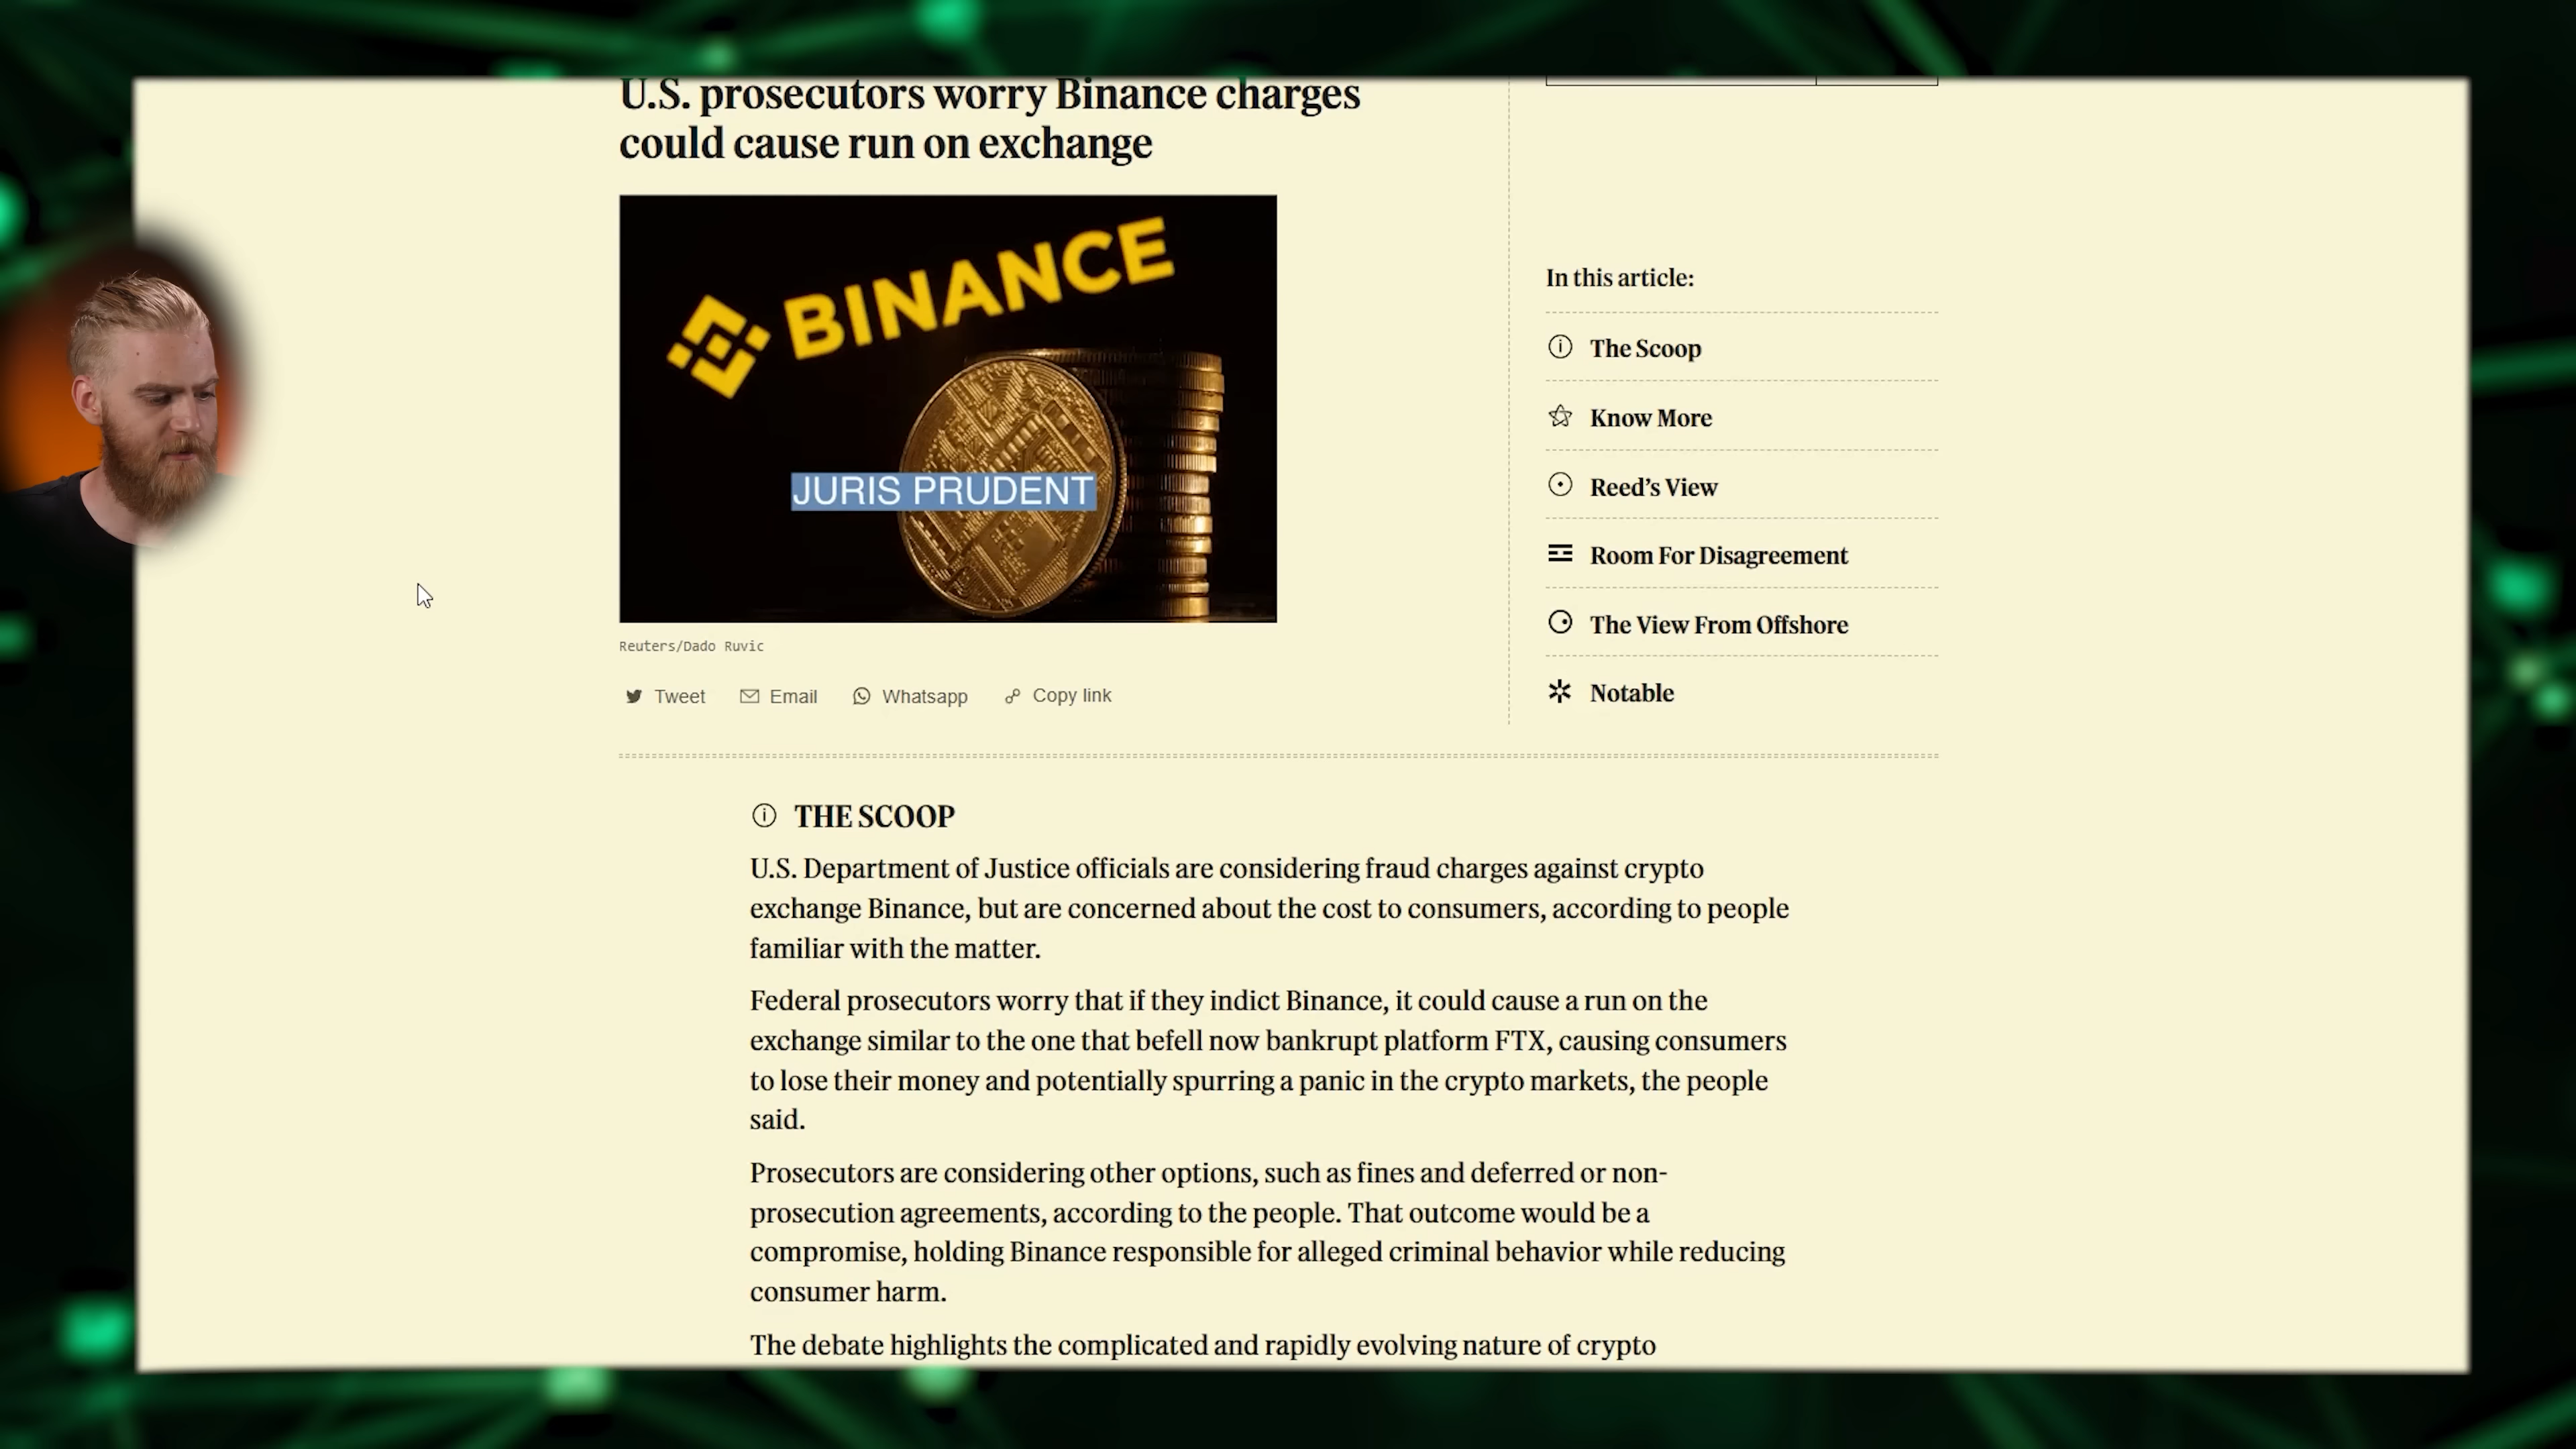 U.S. prosecutors worry Binance charges
could cause run on exchange
BINANCE
JURIS PRUDENT
Reuters/Dado Ruvic
Tweet Email Whatsapp Copy link
In this article:
The Scoop
Know More
Reed’s View
Room For Disagreement
The View From Offshore
Notable
THE SCOOP
U.S. Department of Justice officials are considering fraud charges against crypto
exchange Binance, but are concerned about the cost to consumers, according to people
familiar with the matter.
Federal prosecutors worry that if they indict Binance, it could cause a run on the
exchange similar to the one that befell now bankrupt platform FTX, causing consumers
to lose their money and potentially spurring a panic in the crypto markets, the people
said.
Prosecutors are considering other options, such as fines and deferred or non-
prosecution agreements, according to the people. That outcome would be a
compromise, holding Binance responsible for alleged criminal behavior while reducing
consumer harm.
The debate highlights the complicated and rapidly evolving nature of crypto